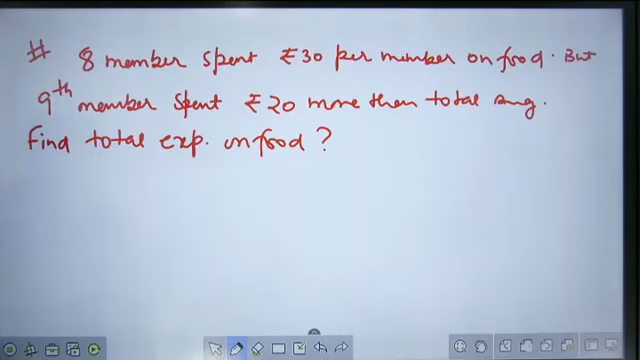 # 8 member spent ₹30 per member on food. But
9th member spent ₹20 more then total avg.
Find total exp. on food ?